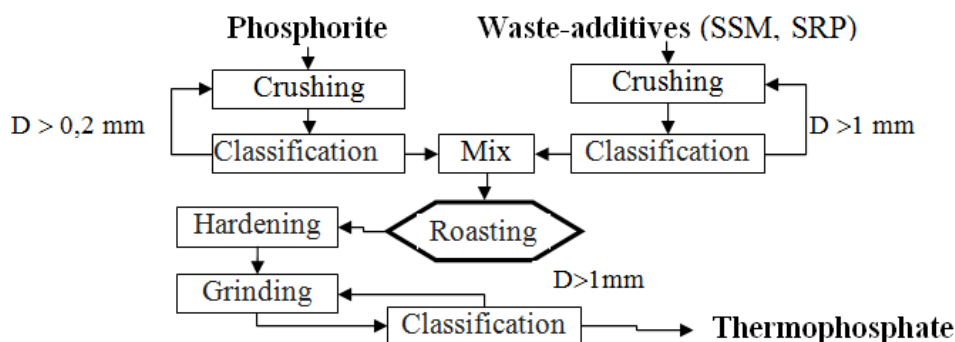 Phosphorite
Waste-additives (SSM, SRP)
Crushing
Crushing
D > 0,2 mm
D >1 mm
Classification
Mix
Classification
Hardening
Roasting
Grinding
D>1mm
Classification
Thermophosphate